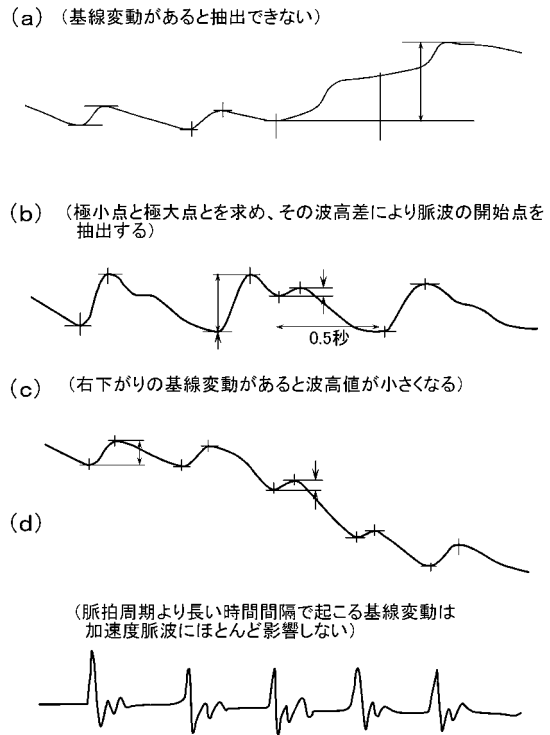 (a) (基線変動があると抽出できない)
(b) (極小点と極大点とを求め、その波高差により脈波の開始点を
抽出する)
0.5秒
(c) (右下がりの基線変動があると波高値が小さくなる)
(d)
(脈拍周期より長い時間間隔で起こる基線変動は
加速度脈波にほとんど影響しない)